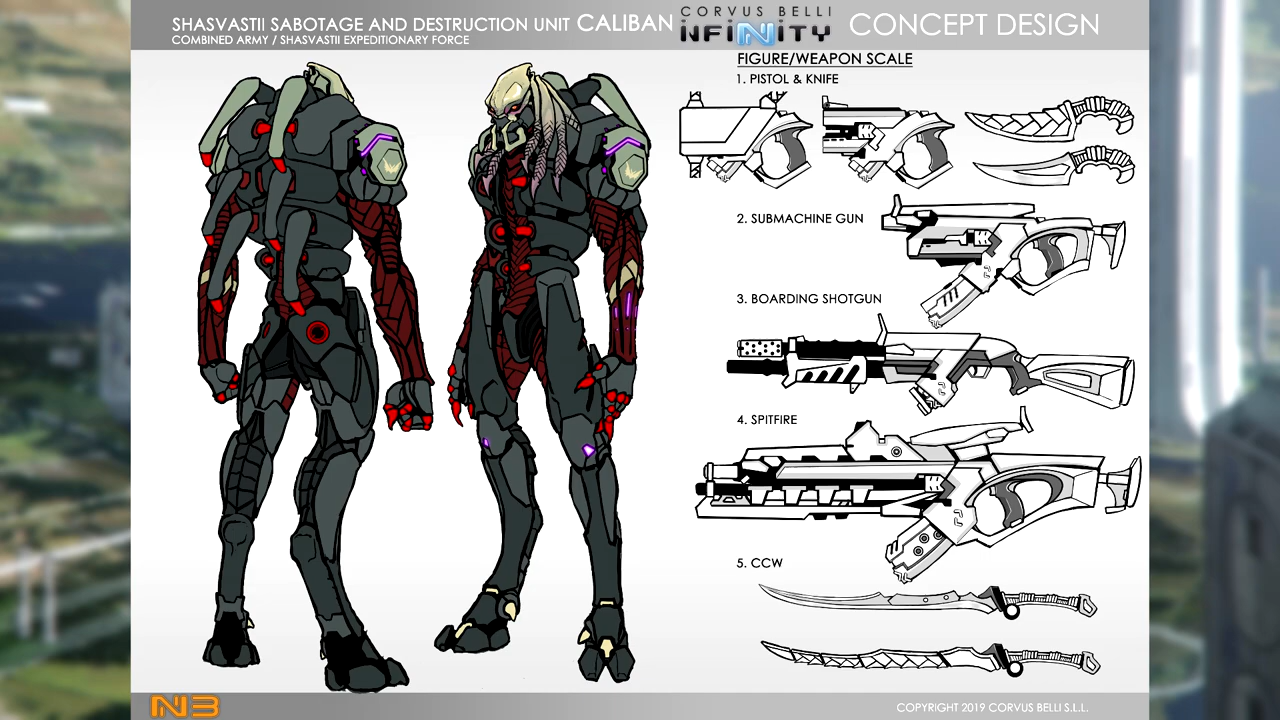 SHASVASTII SABOTAGE AND DESTRUCTION UNIT CALIBAN
COMBINED ARMY / SHASVASTII EXPEDITIONARY FORCE
CORVUS BELLI
INFINITY
CONCEPT DESIGN
FIGURE/WEAPON SCALE
1. PISTOL & KNIFE
2. SUBMACHINE GUN
3. BOARDING SHOTGUN
4. SPITFIRE
5. CCW
N3
COPYRIGHT 2019 CORVUS BELLI S.L.L.